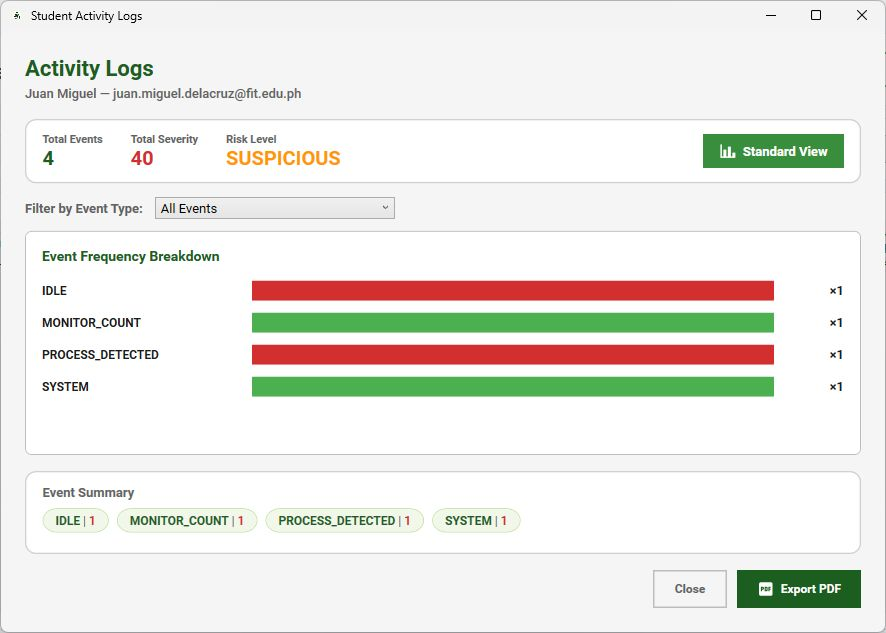 Student Activity Logs
Activity Logs
Juan Miguel — juan.miguel.delacruz@fit.edu.ph
Total Events Total Severity Risk Level
4 40 SUSPICIOUS
Standard View
Filter by Event Type: All Events
Event Frequency Breakdown
IDLE ×1
MONITOR_COUNT ×1
PROCESS_DETECTED ×1
SYSTEM ×1
Event Summary
IDLE | 1 MONITOR_COUNT | 1 PROCESS_DETECTED | 1 SYSTEM | 1
Close PDF Export PDF